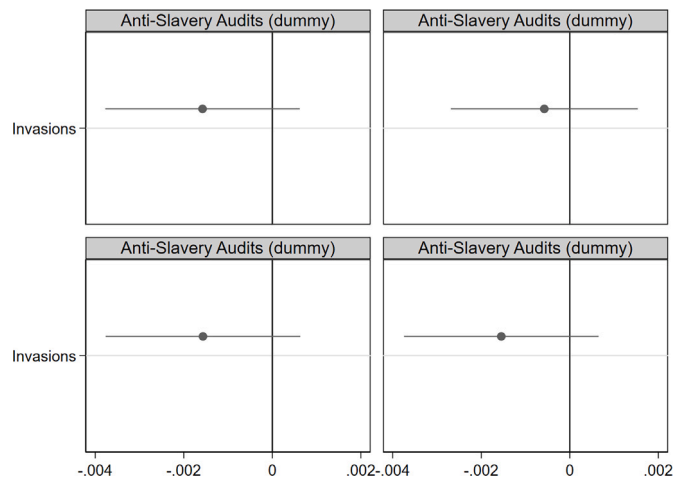 Anti-Slavery Audits (dummy) Anti-Slavery Audits (dummy)
Invasions
Anti-Slavery Audits (dummy) Anti-Slavery Audits (dummy)
Invasions
-.004 -.002 0 .002 -.004 -.002 0 .002